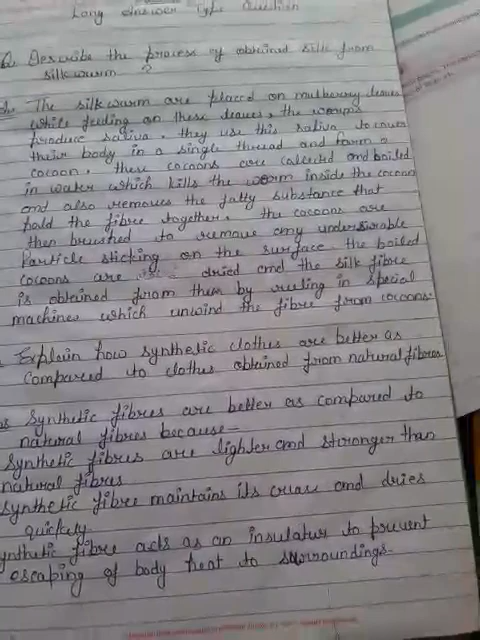 Long Answer Type Question
Q Describe the process of obtained silk from
silkwurm ?
The silkwurm are placed on mulberry leaves
while feeding on these leaves, the worms
produce saliva, they use this saliva to cover
their body in a single thread and form a
cocoon, these cocoons are colected and boiled
in water which kills the worm inside the cocoon
and also removes the fatty substance that
hold the fibre together. the cocoons are
then brushed to remove any undersirable
Particle sticking on the surface. the boiled
cocoons are dried and the silk fibre
is obtained from them by reeling in special
machines which unwind the fibre from cocoons.
Explain how synthetic clothes are better as
compared to clothes obtained from natural fibres
Synthetic fibres are better as compared to
natural fibres because-
Synthetic fibres are lighter and stronger than
natural fibres
Synthetic fibre maintains its crease and dries
quickely.
ynthetic fibre acts as an insulatur to prevent
escaping of body heat to surroundings.